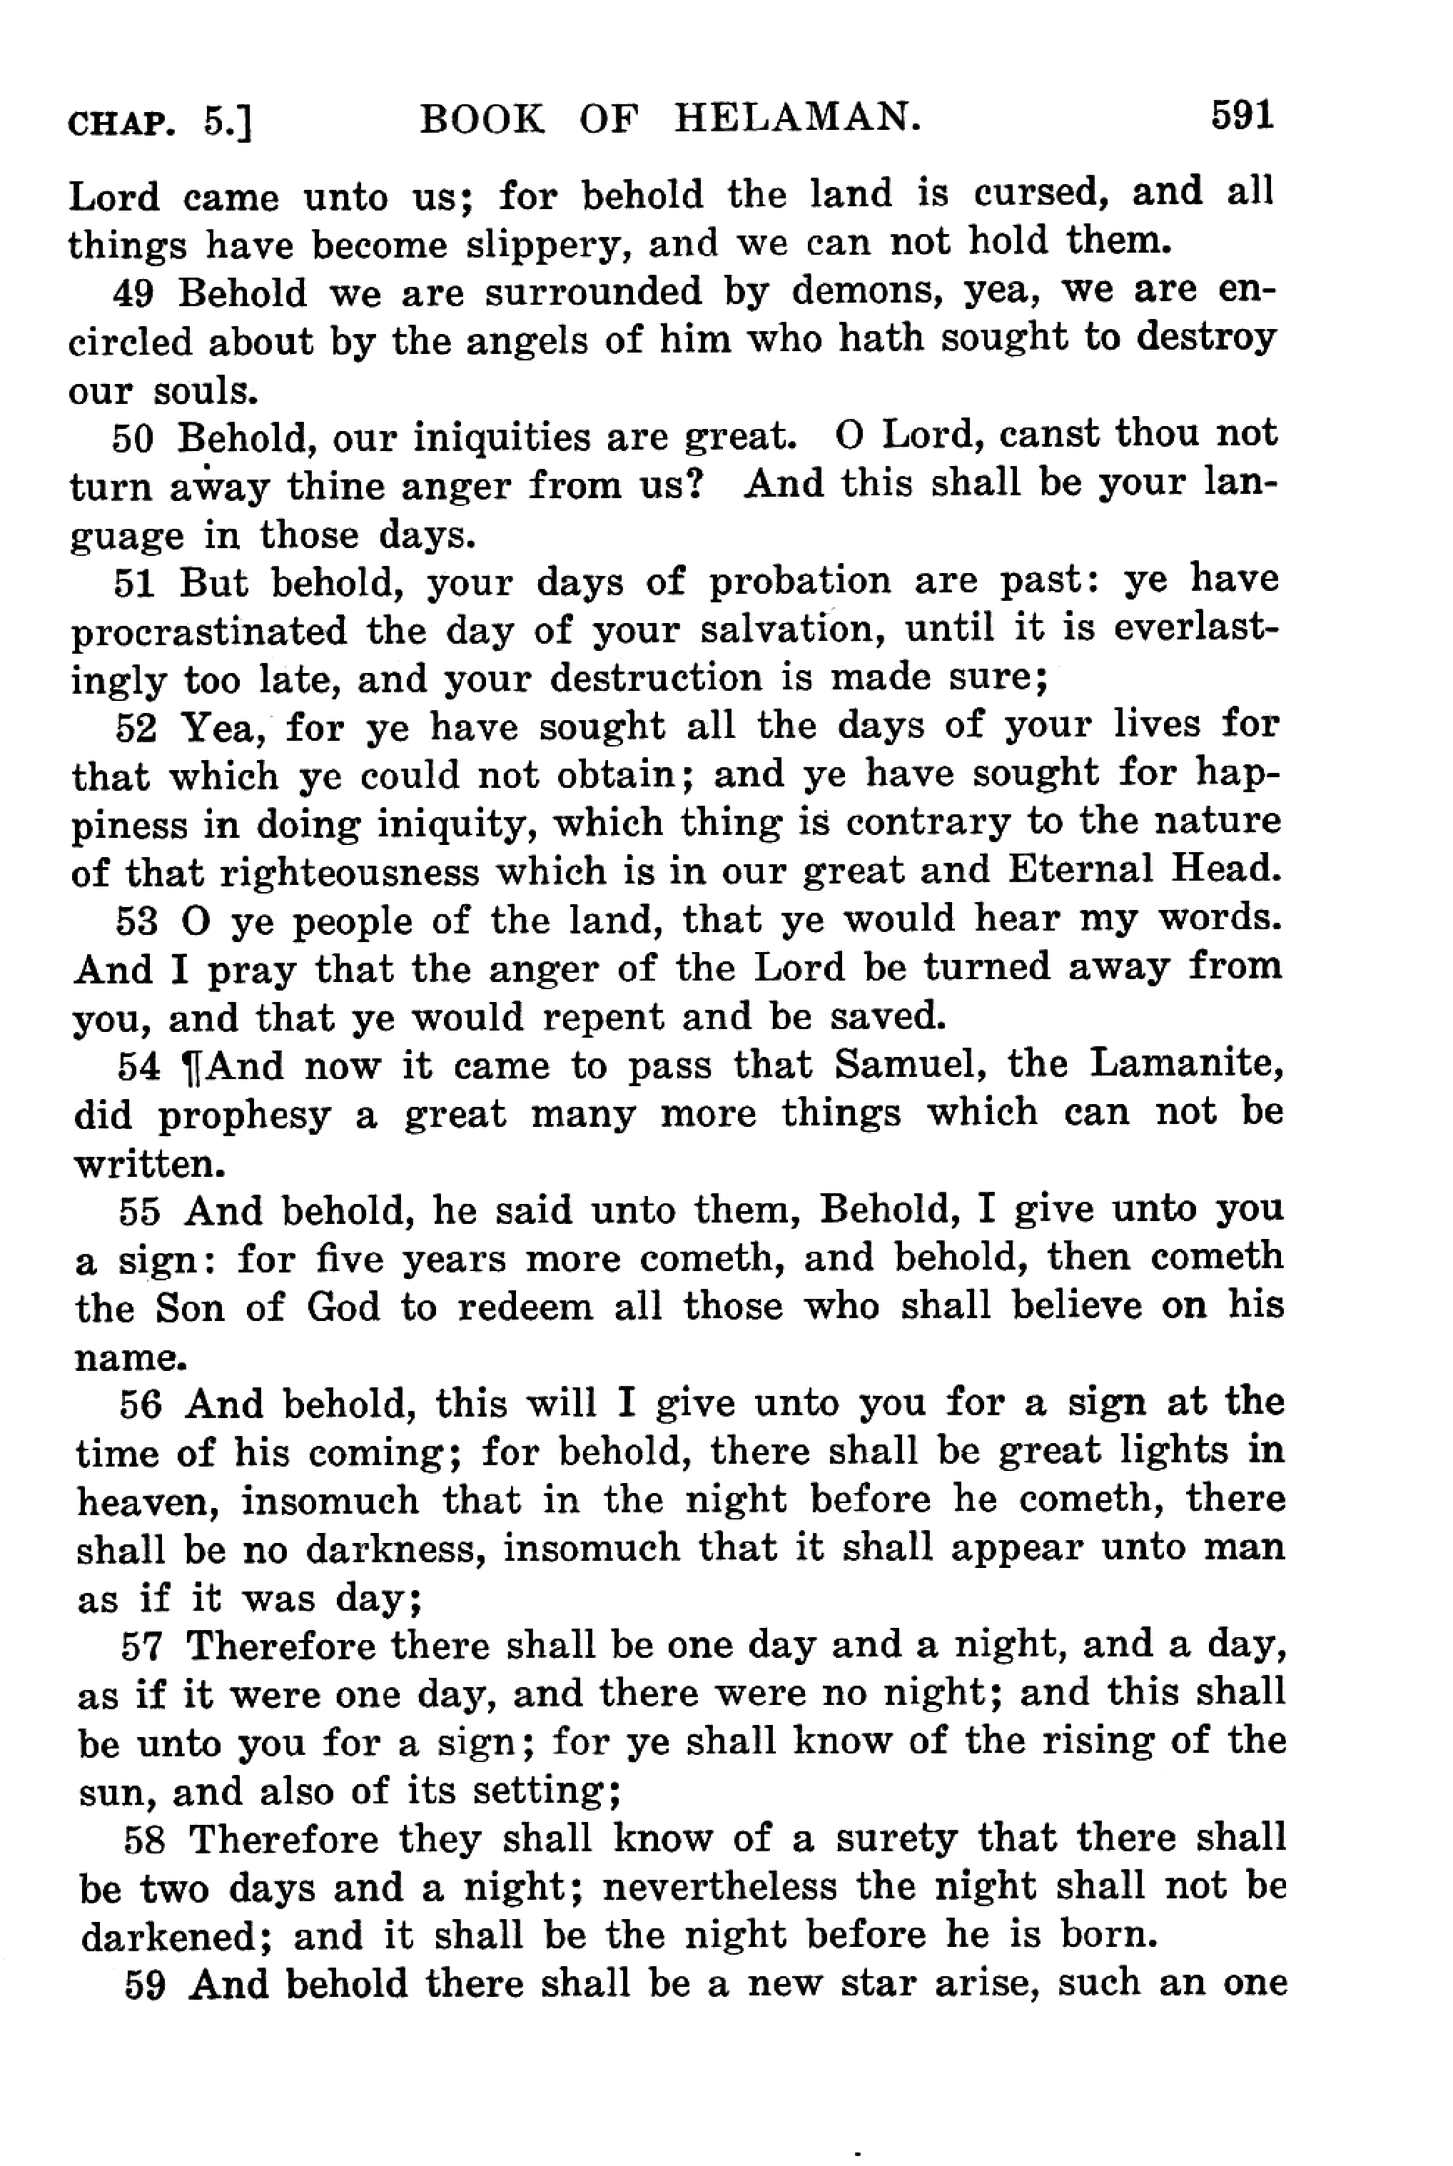 CHAP. 5.] BOOK OF HELAMAN. 591
Lord came unto us; for behold the land is cursed, and all
things have become slippery, and we can not hold them.
49 Behold we are surrounded by demons, yea, we are en-
circled about by the angels of him who hath sought to destroy
our souls.
50 Behold, our iniquities are great. O Lord, canst thou not
turn away thine anger from us? And this shall be your lan-
guage in those days.
51 But behold, your days of probation are past: ye have
procrastinated the day of your salvation, until it is everlast-
ingly too late, and your destruction is made sure;
52 Yea, for ye have sought all the days of your lives for
that which ye could not obtain; and ye have sought for hap-
piness in doing iniquity, which thing is contrary to the nature
of that righteousness which is in our great and Eternal Head.
53 O ye people of the land, that ye would hear my words.
And I pray that the anger of the Lord be turned away from
you, and that ye would repent and be saved.
54 ¶And now it came to pass that Samuel, the Lamanite,
did prophesy a great many more things which can not be
written.
55 And behold, he said unto them, Behold, I give unto you
a sign: for five years more cometh, and behold, then cometh
the Son of God to redeem all those who shall believe on his
name.
56 And behold, this will I give unto you for a sign at the
time of his coming; for behold, there shall be great lights in
heaven, insomuch that in the night before he cometh, there
shall be no darkness, insomuch that it shall appear unto man
as if it was day;
57 Therefore there shall be one day and a night, and a day,
as if it were one day, and there were no night; and this shall
be unto you for a sign; for ye shall know of the rising of the
sun, and also of its setting;
58 Therefore they shall know of a surety that there shall
be two days and a night; nevertheless the night shall not be
darkened; and it shall be the night before he is born.
59 And behold there shall be a new star arise, such an one